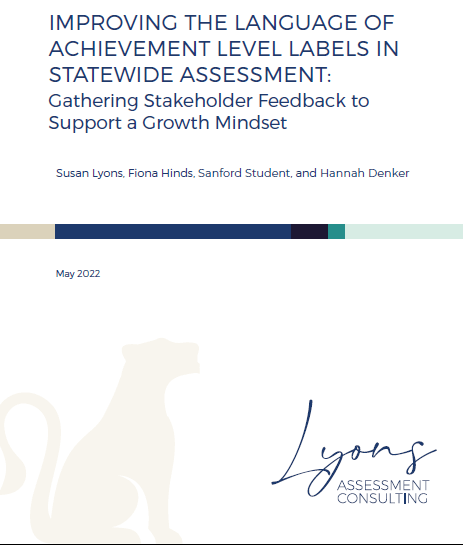 IMPROVING THE LANGUAGE OF
ACHIEVEMENT LEVEL LABELS IN
STATEWIDE ASSESSMENT:
Gathering Stakeholder Feedback to
Support a Growth Mindset
Susan Lyons, Fiona Hinds, Sanford Student, and Hannah Denker
May 2022
Lyons
ASSESSMENT
CONSULTING